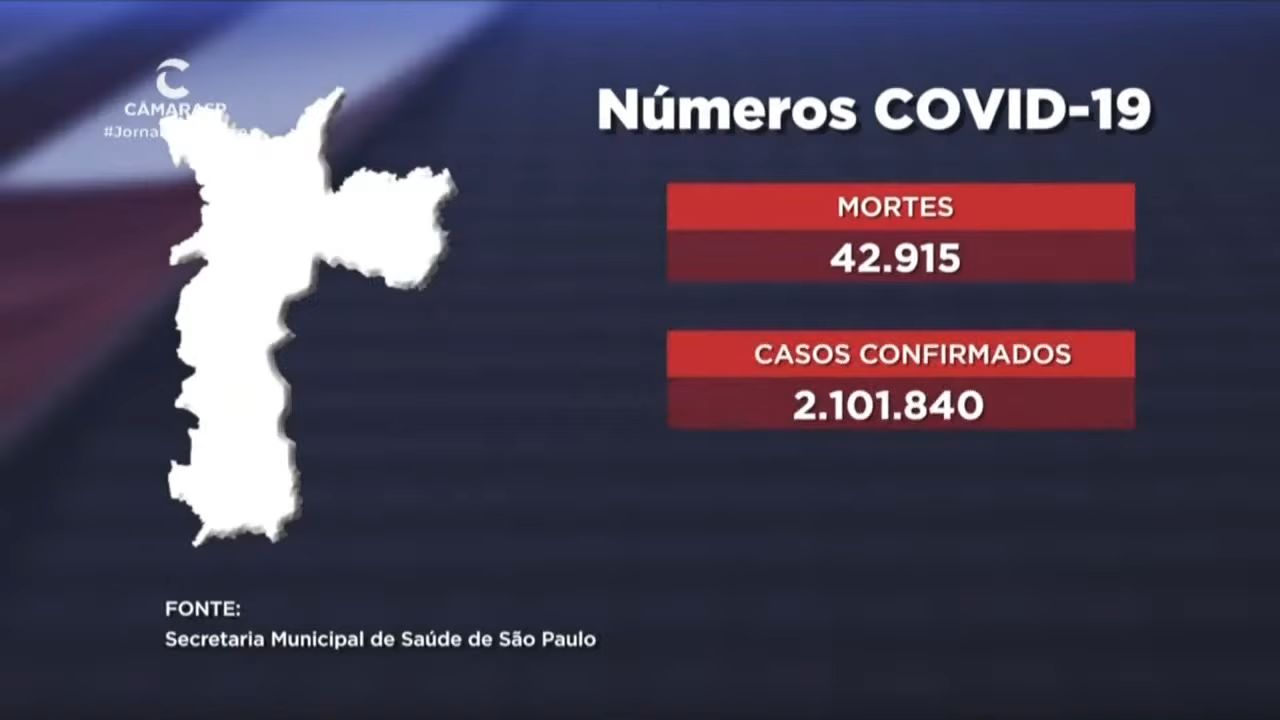 CÂMARASP
Números COVID-19
MORTES
42.915
CASOS CONFIRMADOS
2.101.840
FONTE:
Secretaria Municipal de Saúde de São Paulo